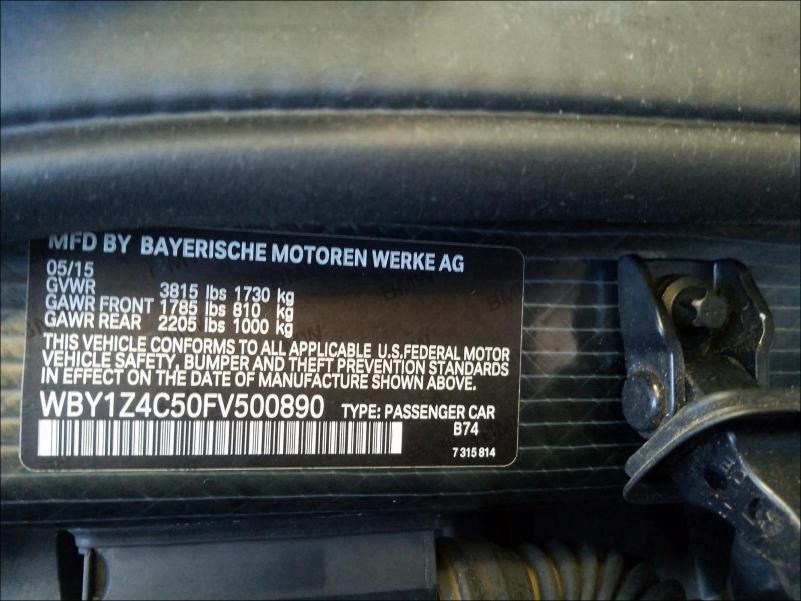 MFD BY BAYERISCHE MOTOREN WERKE AG
05/15
GVWR 3815 lbs 1730 kg
GAWR FRONT 1785 lbs 810 kg
GAWR REAR 2205 lbs 1000 kg
THIS VEHICLE CONFORMS TO ALL APPLICABLE U.S.FEDERAL MOTOR
VEHICLE SAFETY, BUMPER AND THEFT PREVENTION STANDARDS
IN EFFECT ON THE DATE OF MANUFACTURE SHOWN ABOVE.
WBY1Z4C50FV500890 TYPE: PASSENGER CAR
B74
7 315 814